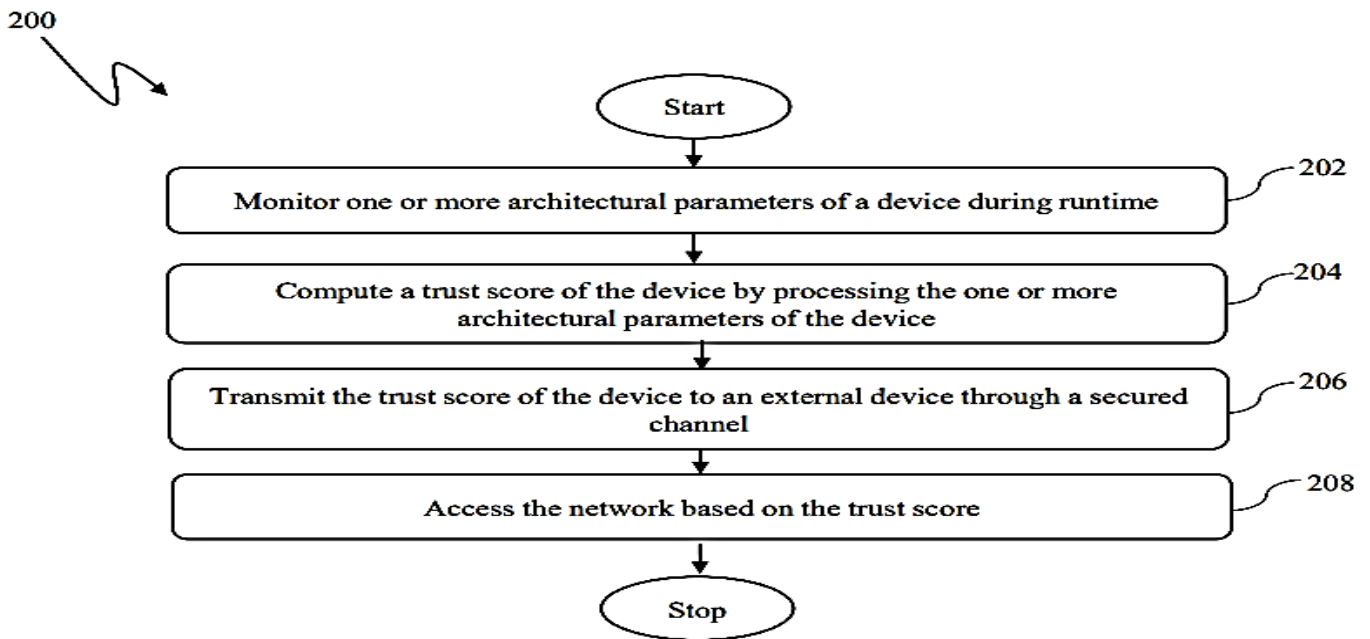 200
Start
202
Monitor one or more architectural parameters of a device during runtime
204
Compute a trust score of the device by processing the one or more
architectural parameters of the device
206
Transmit the trust score of the device to an external device through a secured
channel
208
Access the network based on the trust score
Stop